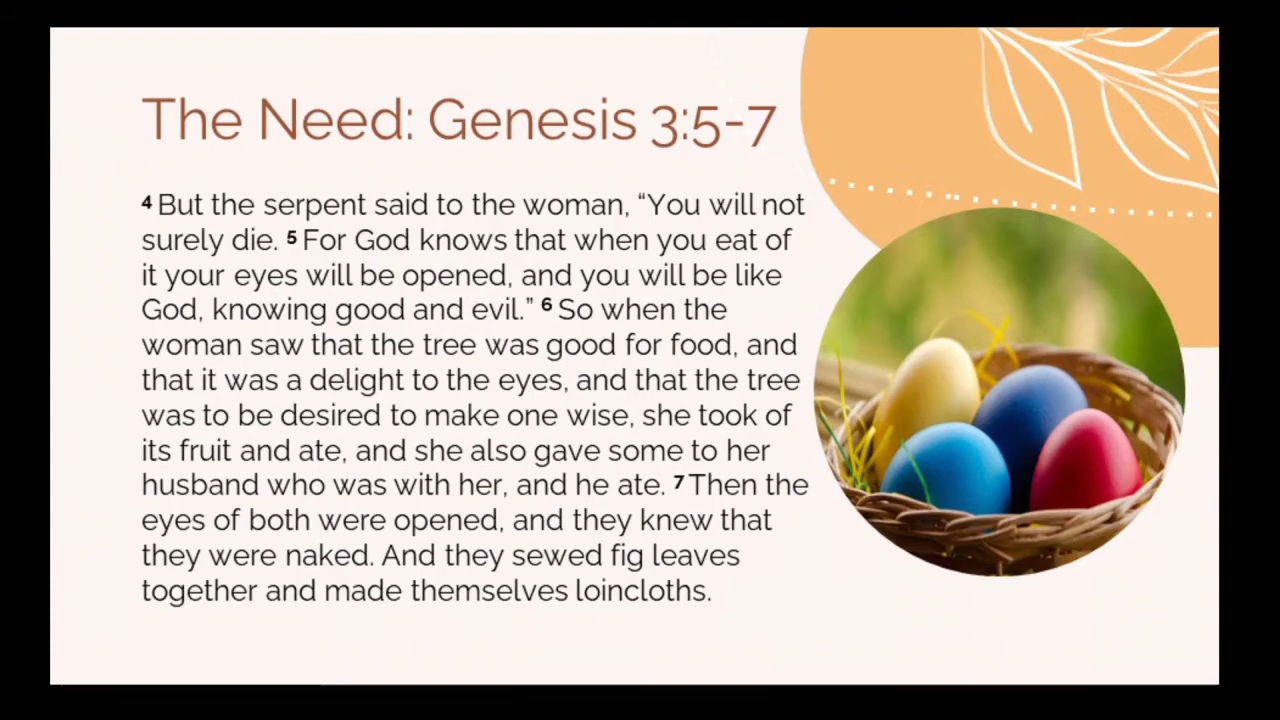 The Need: Genesis 3:5-7
4 But the serpent said to the woman, “You will not
surely die. 5 For God knows that when you eat of
it your eyes will be opened, and you will be like
God, knowing good and evil.” 6 So when the
woman saw that the tree was good for food, and
that it was a delight to the eyes, and that the tree
was to be desired to make one wise, she took of
its fruit and ate, and she also gave some to her
husband who was with her, and he ate. 7 Then the
eyes of both were opened, and they knew that
they were naked. And they sewed fig leaves
together and made themselves loincloths.